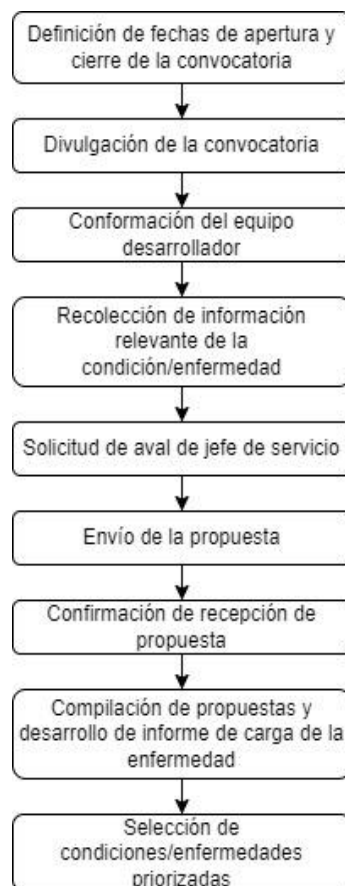 Definición de fechas de apertura y
cierre de la convocatoria
Divulgación de la convocatoria
Conformación del equipo
desarrollador
Recolección de información
relevante de la
condición/enfermedad
Solicitud de aval de jefe de servicio
Envío de la propuesta
Confirmación de recepción de
propuesta
Compilación de propuestas y
desarrollo de informe de carga de la
enfermedad
Selección de
condiciones/enfermedades
priorizadas